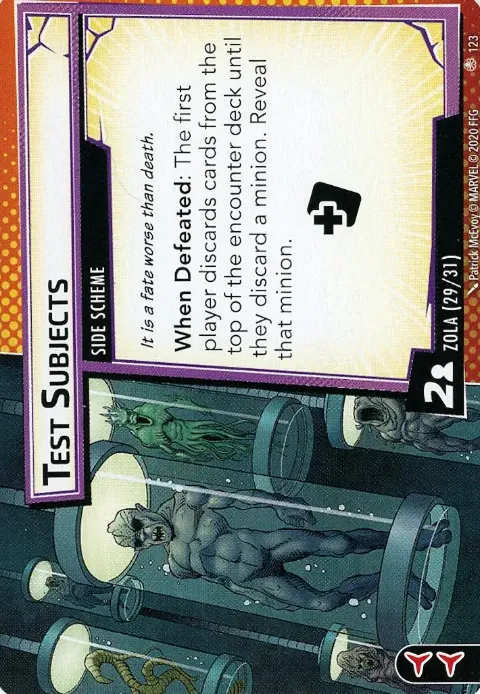 TEST SUBJECTS
SIDE SCHEME
It is a fate worse than death.
When Defeated: The first
player discards cards from the
top of the encounter deck until
they discard a minion. Reveal
that minion.
2
ZOLA (29/31)
Patrick McEvoy © MARVEL © 2020 FFG
123